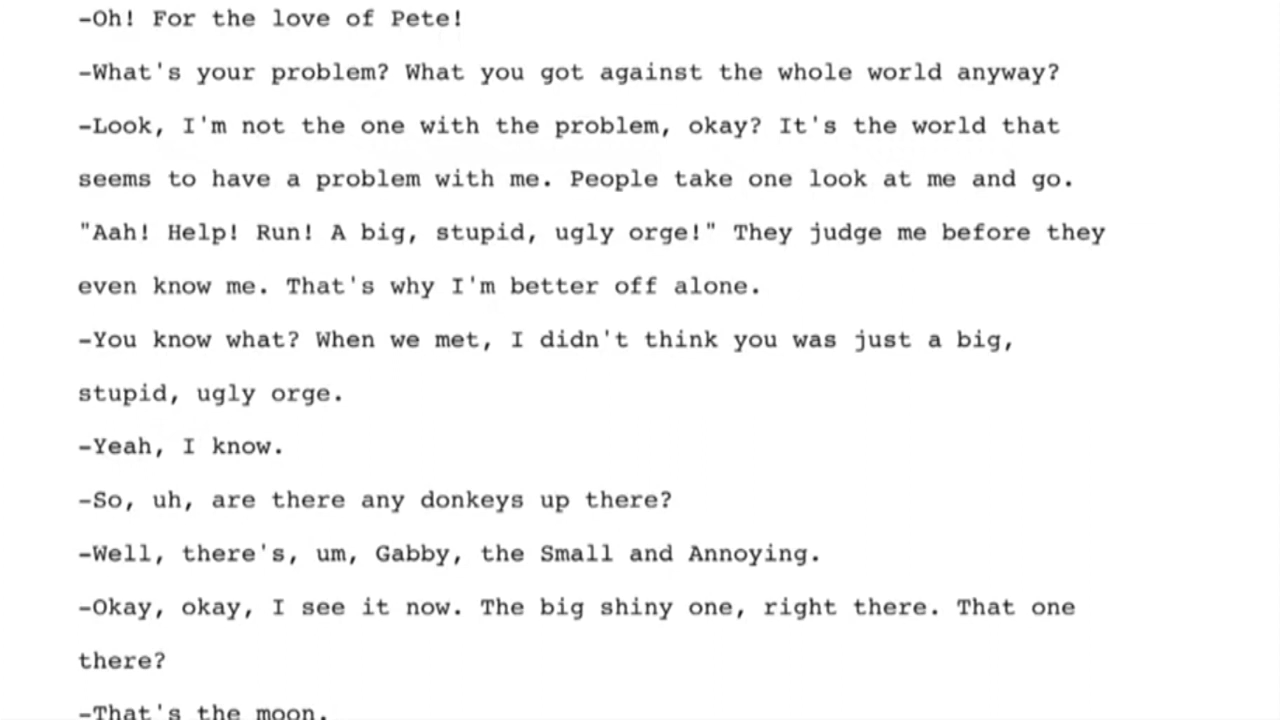 -Oh! For the love of Pete!
-What's your problem? What you got against the whole world anyway?
-Look, I'm not the one with the problem, okay? It's the world that
seems to have a problem with me. People take one look at me and go.
"Aah! Help! Run! A big, stupid, ugly orge!" They judge me before they
even know me. That's why I'm better off alone.
-You know what? When we met, I didn't think you was just a big,
stupid, ugly orge.
-Yeah, I know.
-So, uh, are there any donkeys up there?
-Well, there's, um, Gabby, the Small and Annoying.
-Okay, okay, I see it now. The big shiny one, right there. That one
there?
-That's the moon.